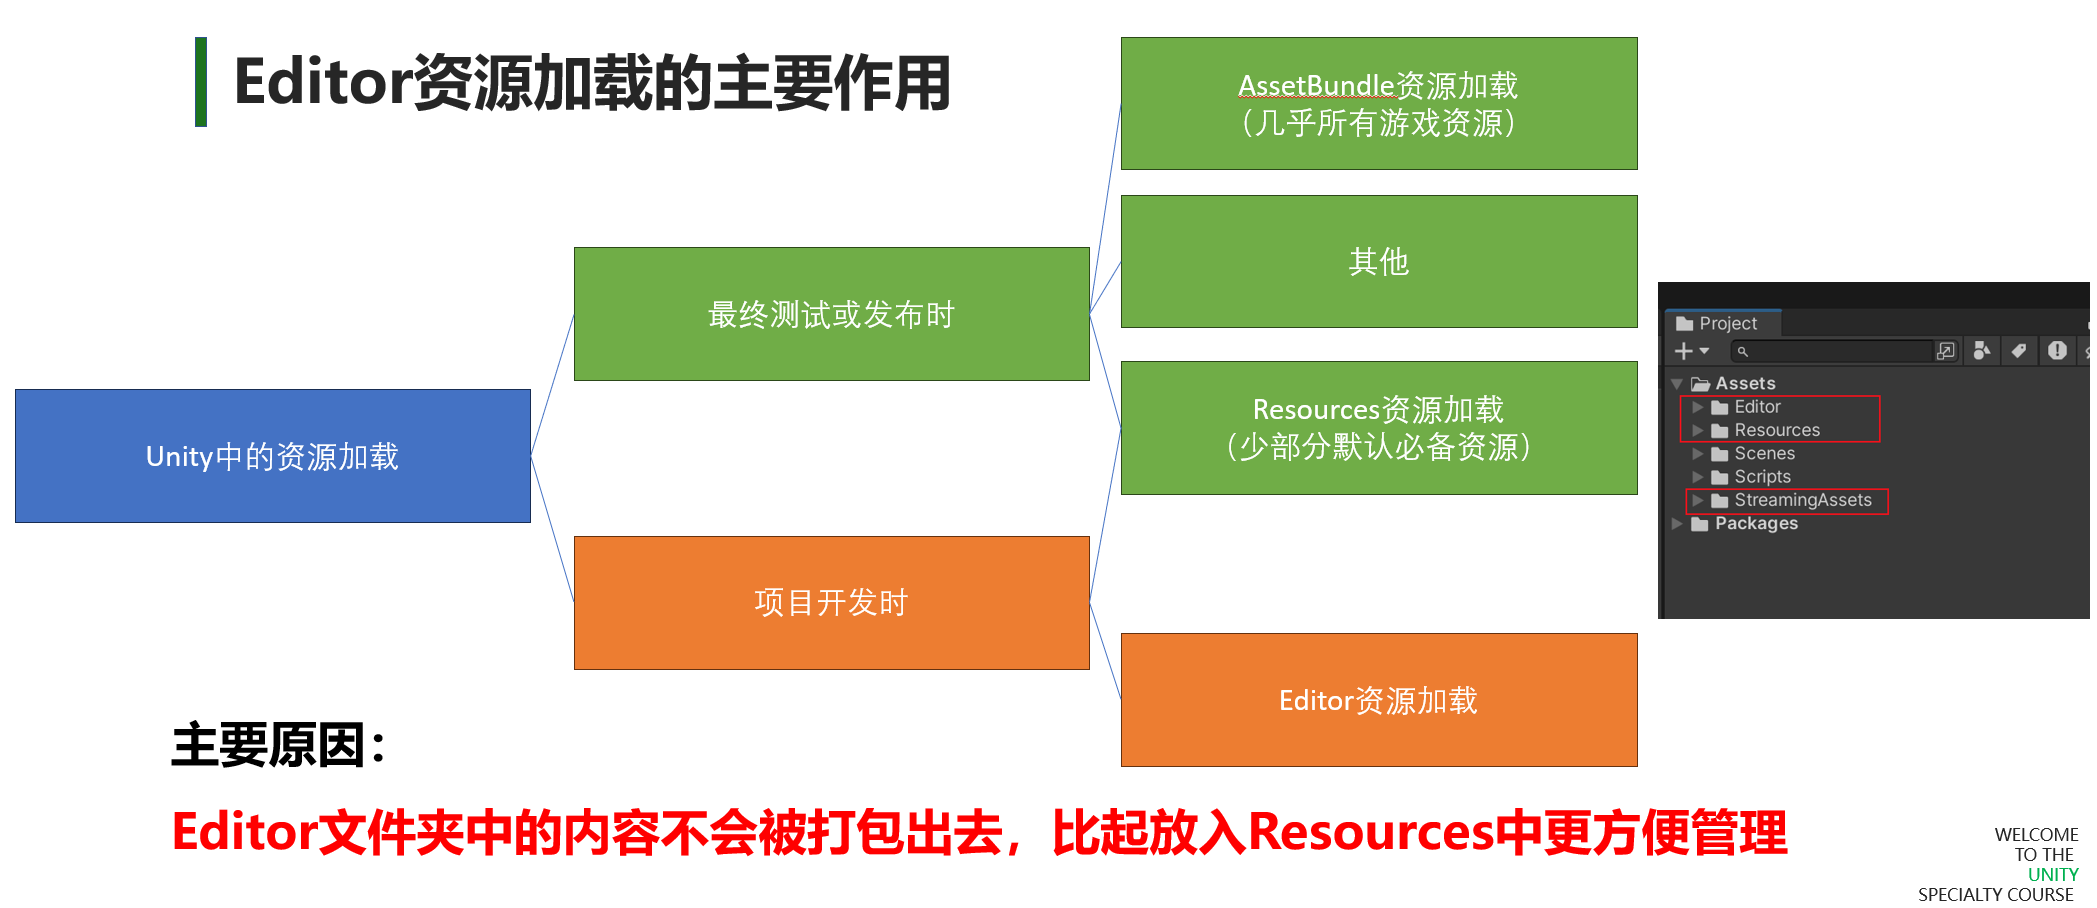 Editor资源加载的主要作用
AssetBundle资源加载
（几乎所有游戏资源）
其他
最终测试或发布时
Resources资源加载
（少部分默认必备资源）
Unity中的资源加载
项目开发时
Editor资源加载
Project
Assets
Editor
Resources
Scenes
Scripts
StreamingAssets
Packages
主要原因：
Editor文件夹中的内容不会被打包出去，比起放入Resources中更方便管理
WELCOME
TO THE
UNITY
SPECIALTY COURSE